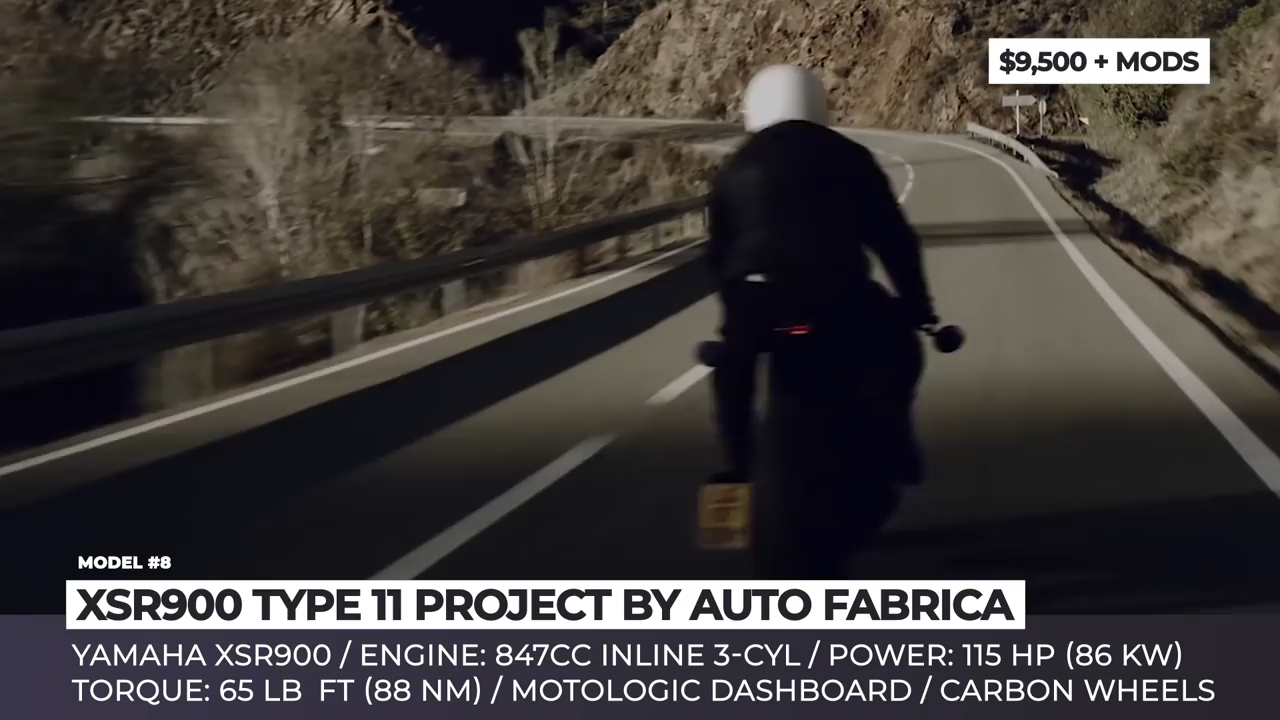 $9,500 + MODS
MODEL #8
XSR900 TYPE 11 PROJECT BY AUTO FABRICA
YAMAHA XSR900 / ENGINE: 847CC INLINE 3-CYL / POWER: 115 HP (86 KW)
TORQUE: 65 LB FT (88 NM) / MOTOLOGIC DASHBOARD / CARBON WHEELS